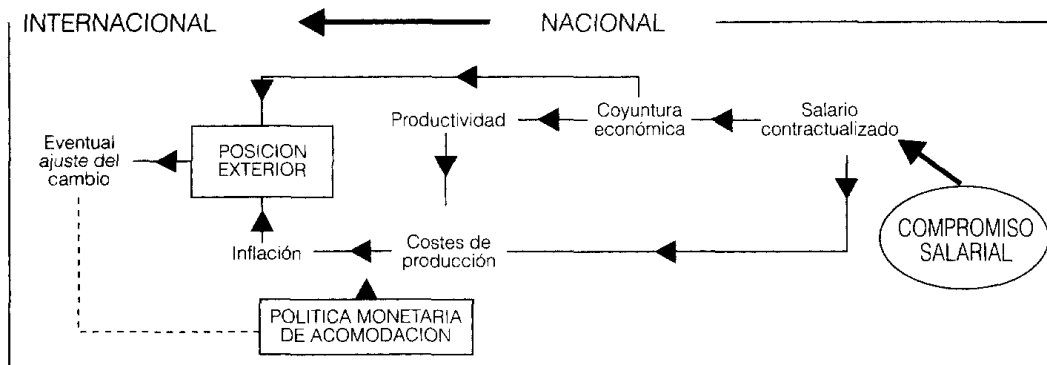 INTERNACIONAL
NACIONAL
Productividad
Coyuntura
económica
Salario
contractualizado
Eventual
ajuste del
cambio
POSICION
EXTERIOR
COMPROMISO
SALARIAL
Inflación
Costes de
producción
POLITICA MONETARIA
DE ACOMODACION